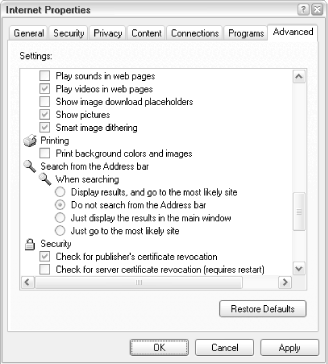 Internet Properties
General Security Privacy Content Connections Programs Advanced
Settings:
Play sounds in web pages
Play videos in web pages
Show image download placeholders
Show pictures
Smart image dithering
Printing
Print background colors and images
Search from the Address bar
When searching
Display results, and go to the most likely site
Do not search from the Address bar
Just display the results in the main window
Just go to the most likely site
Security
Check for publisher's certificate revocation
Check for server certificate revocation (requires restart)
Restore Defaults
OK Cancel Apply